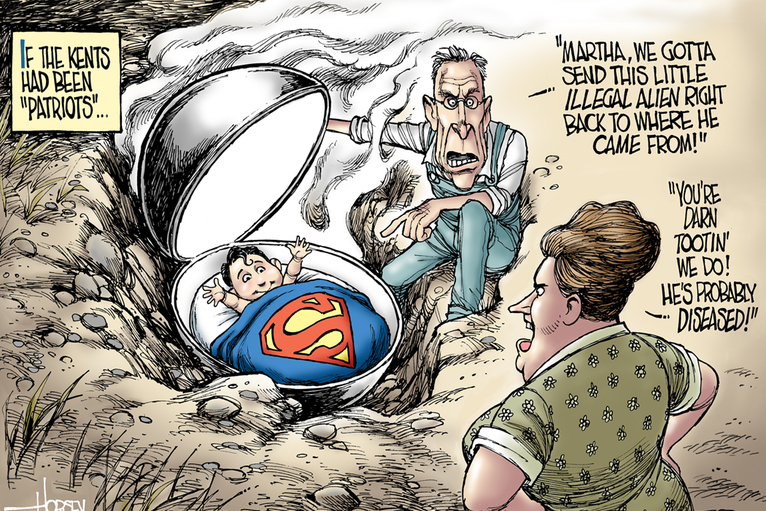 IF THE KENTS
HAD BEEN
"PATRIOTS"...
"MARTHA, WE GOTTA
SEND THIS LITTLE
ILLEGAL ALIEN RIGHT
BACK TO WHERE HE
CAME FROM!"
"YOU'RE
DARN
TOOTIN'
WE DO!
HE'S PROBABLY
DISEASED!"
S
HORSEY